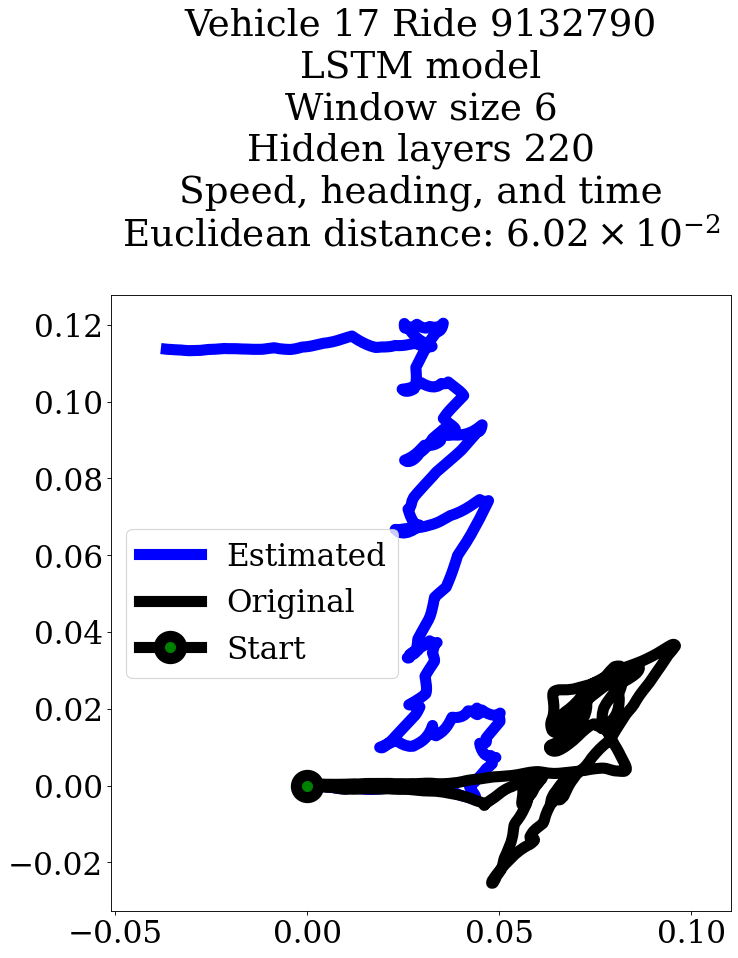 Vehicle 17 Ride 9132790
LSTM model
Window size 6
Hidden layers 220
Speed, heading, and time
Euclidean distance: 6.02 × 10⁻²
0.12
0.10
0.08
0.06
0.04
0.02
0.00
−0.02
Estimated
Original
Start
−0.05 0.00 0.05 0.10